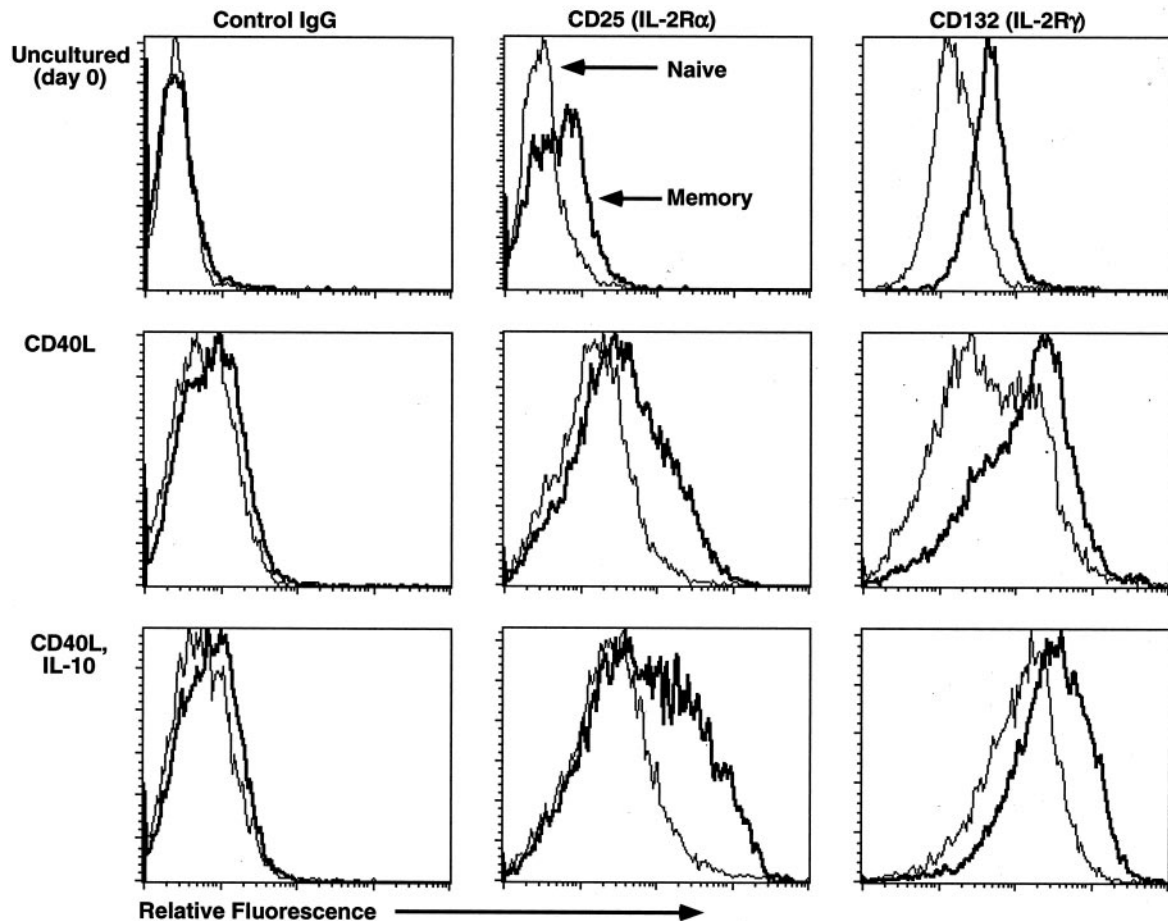 Control IgG
CD25 (IL-2Rα)
CD132 (IL-2Rγ)
Uncultured
(day 0)
Naive
Memory
CD40L
CD40L,
IL-10
Relative Fluorescence